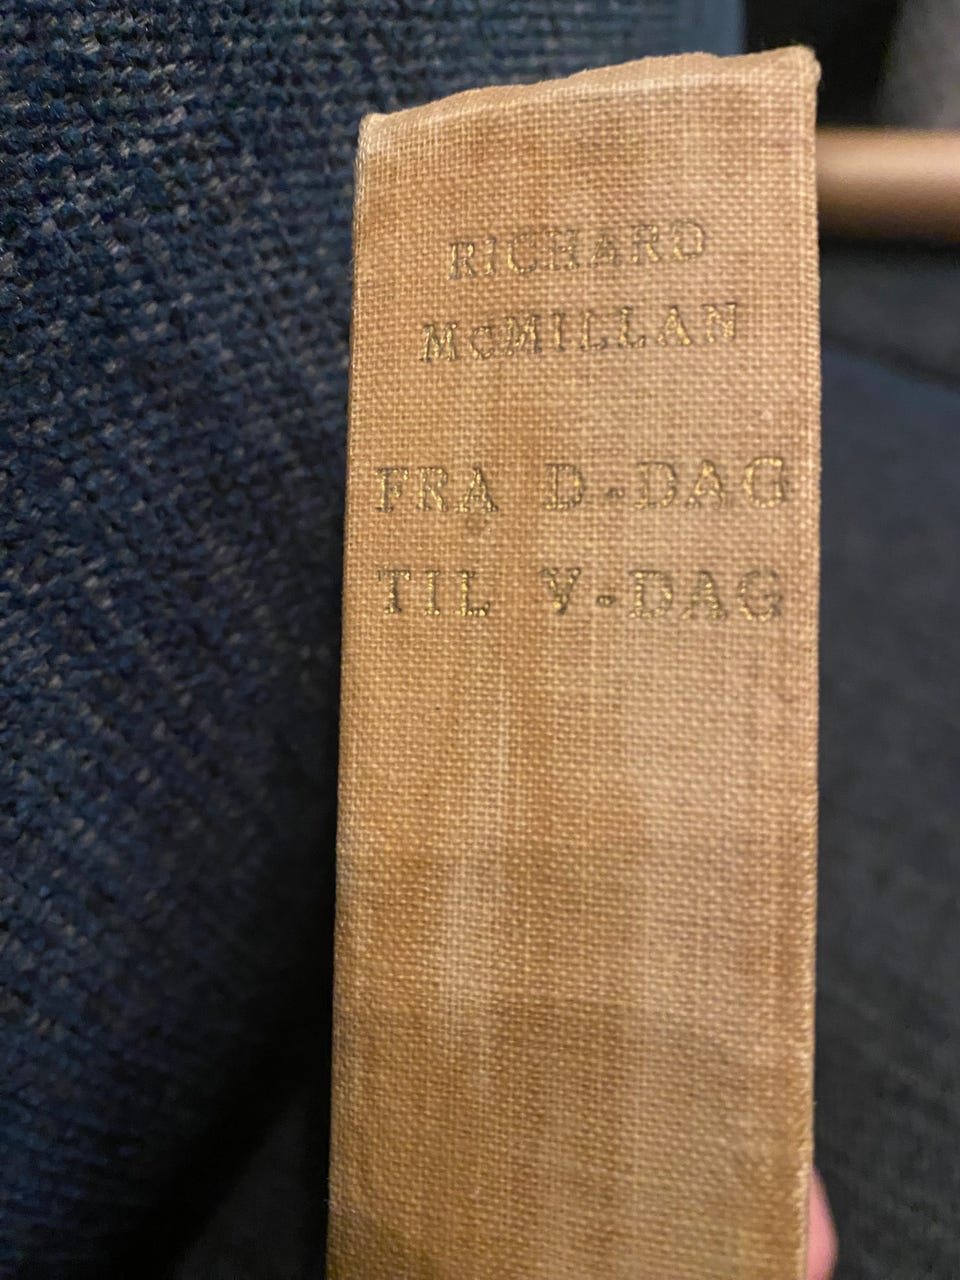 RICHARD
McMILLAN
FRA D-DAG
TIL V-DAG